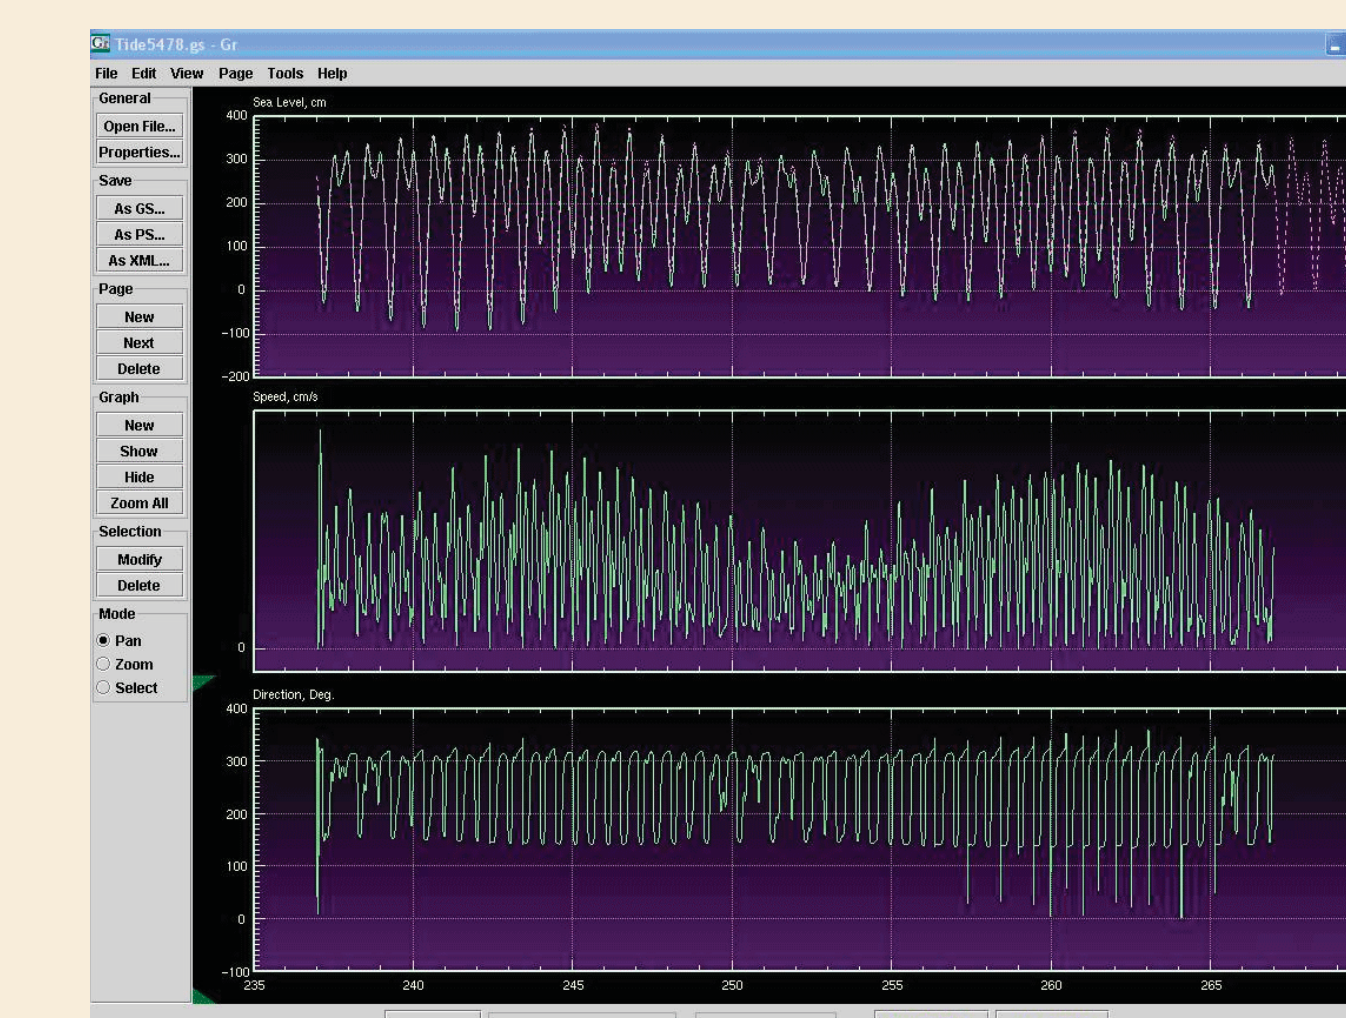 Gr Tide5478.gs - Gr
File Edit View Page Tools Help
General
Open File...
Properties...
Save
As GS...
As PS...
As XML...
Page
New
Next
Delete
Graph
New
Show
Hide
Zoom All
Selection
Modify
Delete
Mode
Pan
Zoom
Select
Sea Level, cm
400
300
200
100
0
-100
-200
Speed, cm/s
0
Direction, Deg.
400
300
200
100
0
-100
235 240 245 250 255 260 265